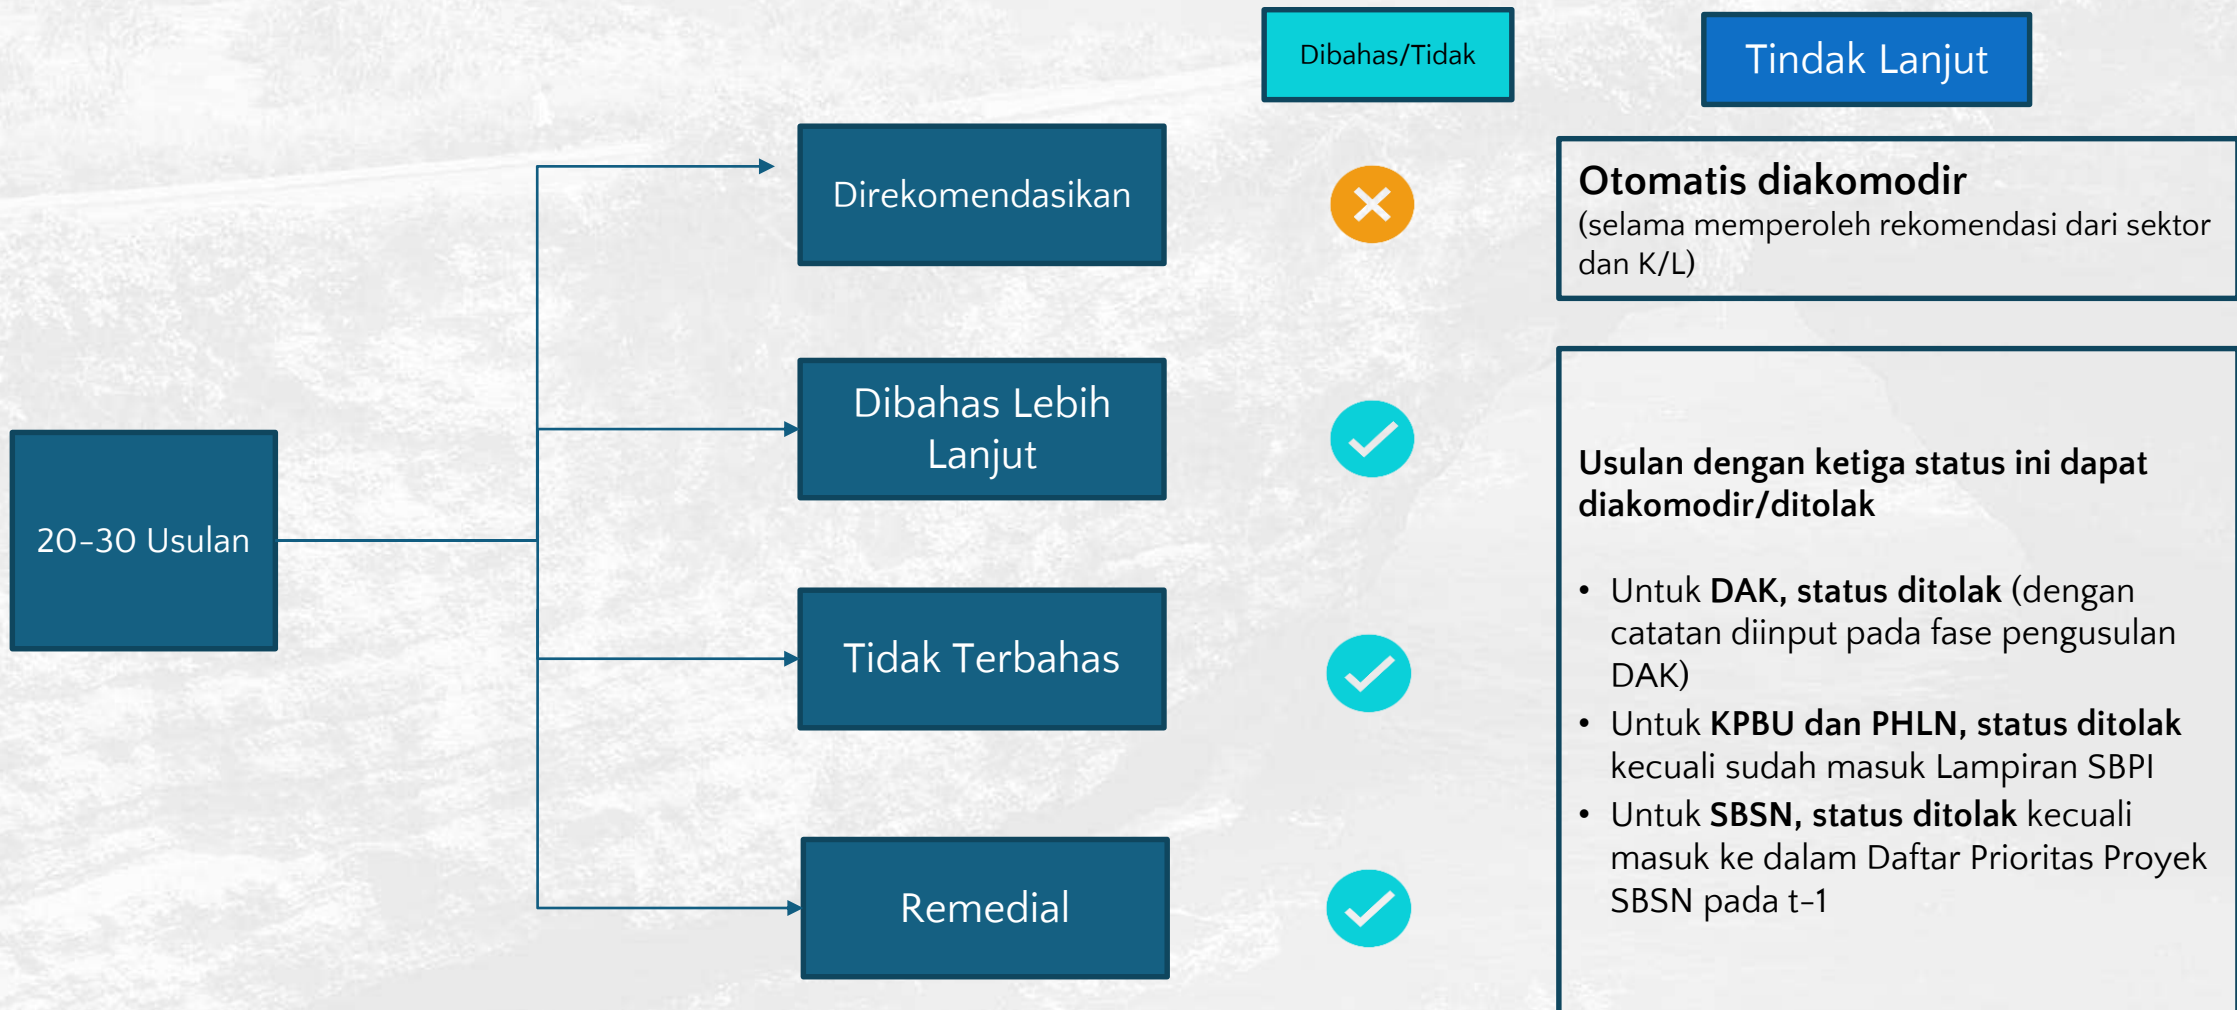 Dibahas/Tidak
Tindak Lanjut
Direkomendasikan
Otomatis diakomodir
(selama memperoleh rekomendasi dari sektor
dan K/L)
Dibahas Lebih
Lanjut
20-30 Usulan
Tidak Terbahas
Remedial
Usulan dengan ketiga status ini dapat
diakomodir/ditolak
• Untuk DAK, status ditolak (dengan
catatan diinput pada fase pengusulan
DAK)
• Untuk KPBU dan PHLN, status ditolak
kecuali sudah masuk Lampiran SBPI
• Untuk SBSN, status ditolak kecuali
masuk ke dalam Daftar Prioritas Proyek
SBSN pada t-1